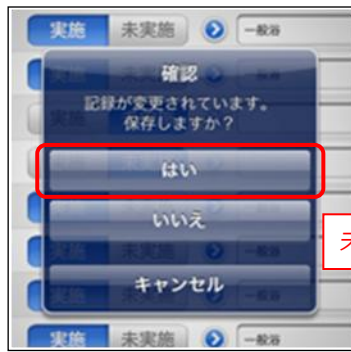 実施 未実施 一般浴
確認
記録が変更されています。
保存しますか？
はい
いいえ
キャンセル
実施 未実施 一般浴